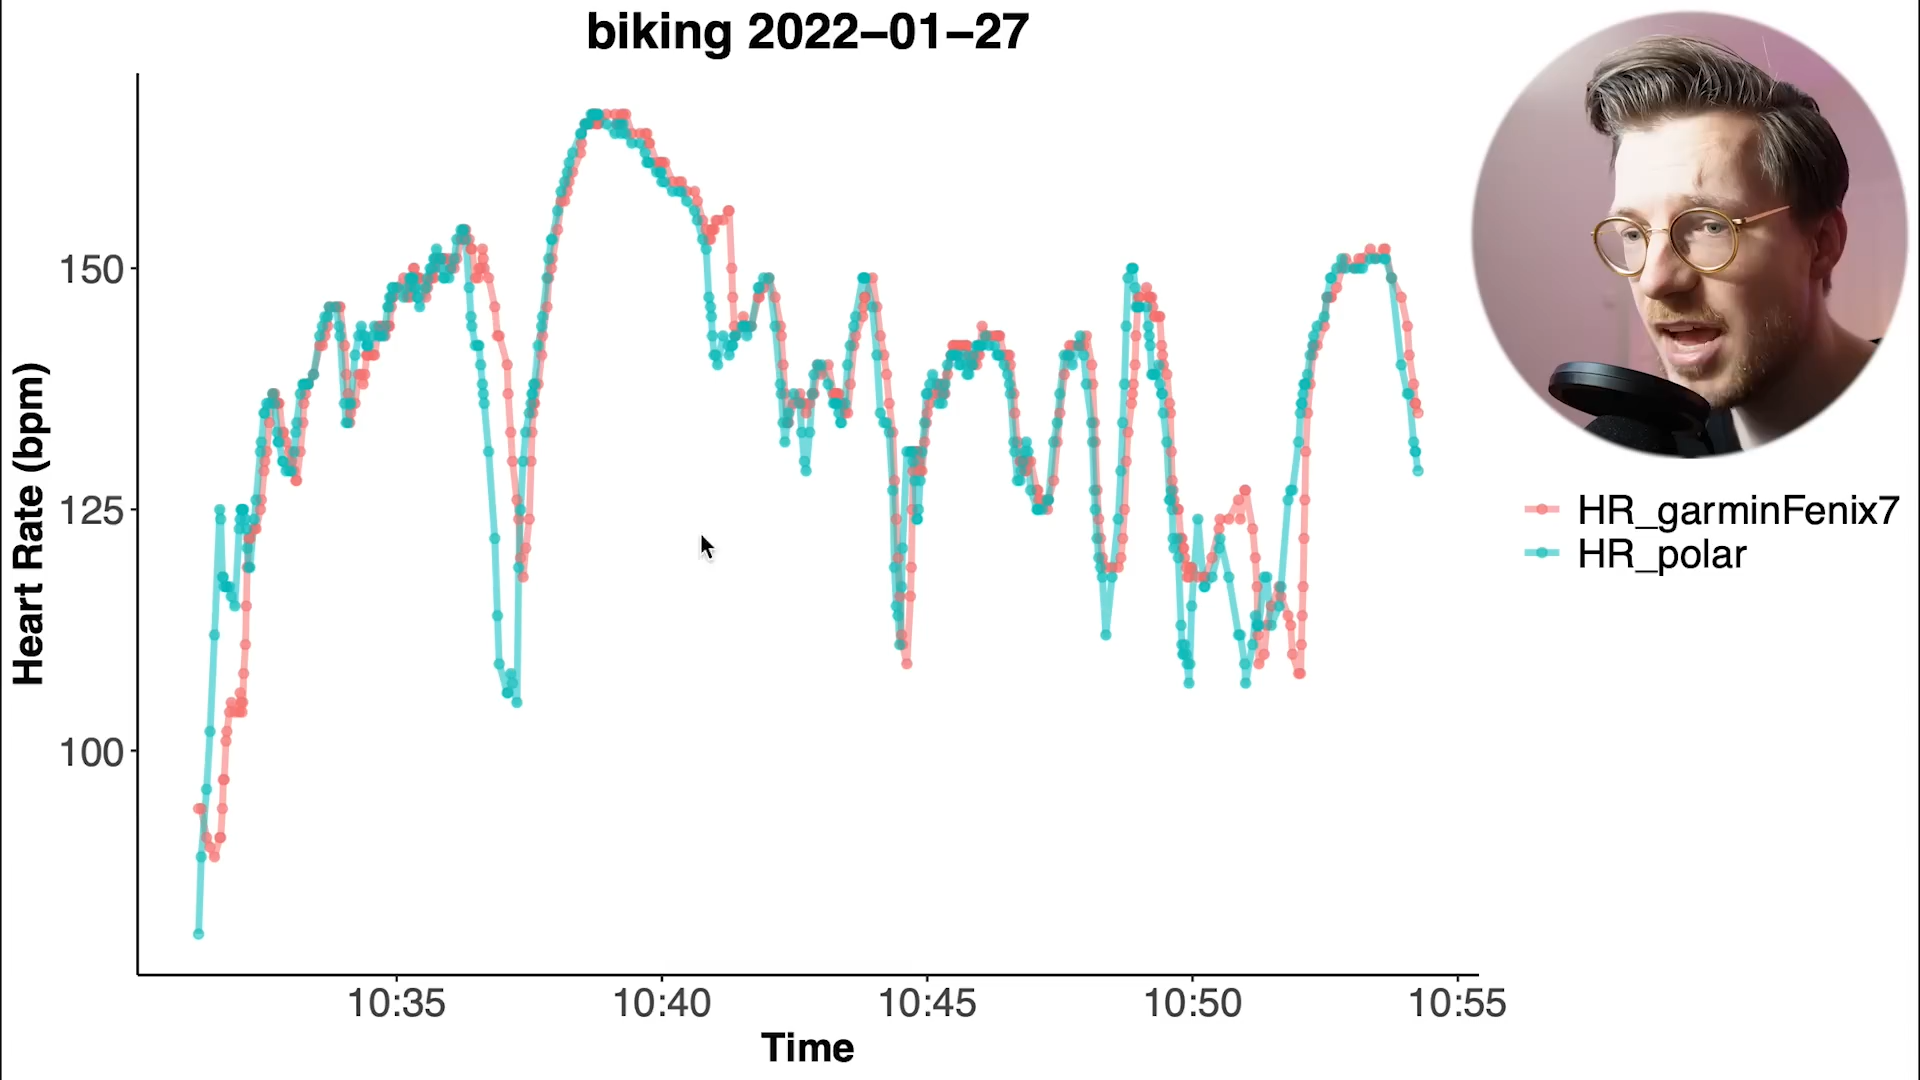 biking 2022–01–27
Heart Rate (bpm)
150
125
100
10:35
10:40
10:45
10:50
10:55
Time
HR_garminFenix7
HR_polar